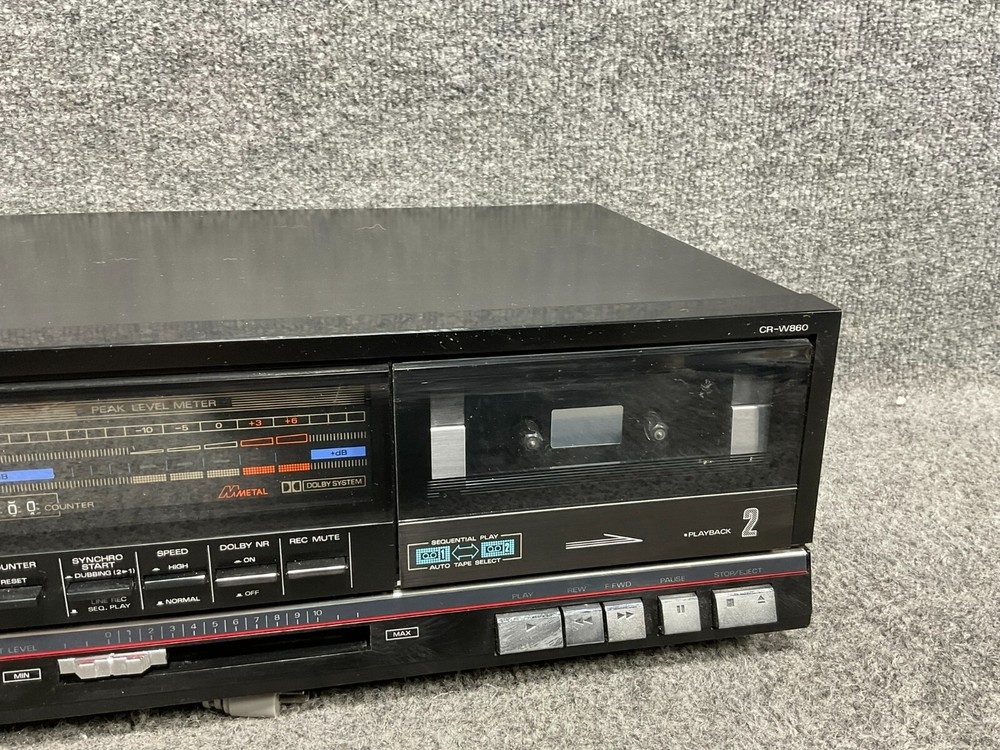 CR-W860
PEAK LEVEL METER
-10 -5 0 +3 +6
+dB
METAL
DOLBY SYSTEM
COUNTER
SYNCHRO START
DUBBING (2▸1)
LINE REC
SEQ. PLAY
RESET
SPEED
HIGH
NORMAL
DOLBY NR
ON
OFF
REC MUTE
SEQUENTIAL PLAY
1 2
AUTO TAPE SELECT
•PLAYBACK 2
PLAY REW F.FWD PAUSE STOP/EJECT
0 1 2 3 4 5 6 7 8 9 10
LEVEL
MIN
MAX